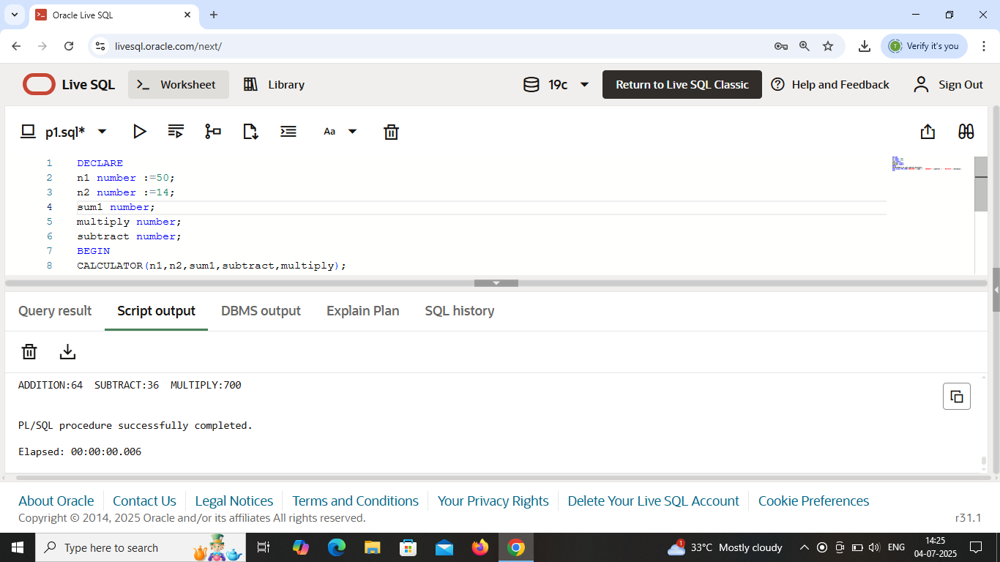 Oracle Live SQL
livesql.oracle.com/next/
Verify it's you
Live SQL
Worksheet
Library
19c
Return to Live SQL Classic
Help and Feedback
Sign Out
p1.sql*
Aa
1 DECLARE
2 n1 number :=50;
3 n2 number :=14;
4 sum1 number;
5 multiply number;
6 subtract number;
7 BEGIN
8 CALCULATOR(n1,n2,sum1,subtract,multiply);
Query result
Script output
DBMS output
Explain Plan
SQL history
ADDITION:64  SUBTRACT:36  MULTIPLY:700
PL/SQL procedure successfully completed.
Elapsed: 00:00:00.006
About Oracle
Contact Us
Legal Notices
Terms and Conditions
Your Privacy Rights
Delete Your Live SQL Account
Cookie Preferences
Copyright © 2014, 2025 Oracle and/or its affiliates All rights reserved.
r31.1
Type here to search
1
33°C Mostly cloudy
ENG
14:25
04-07-2025